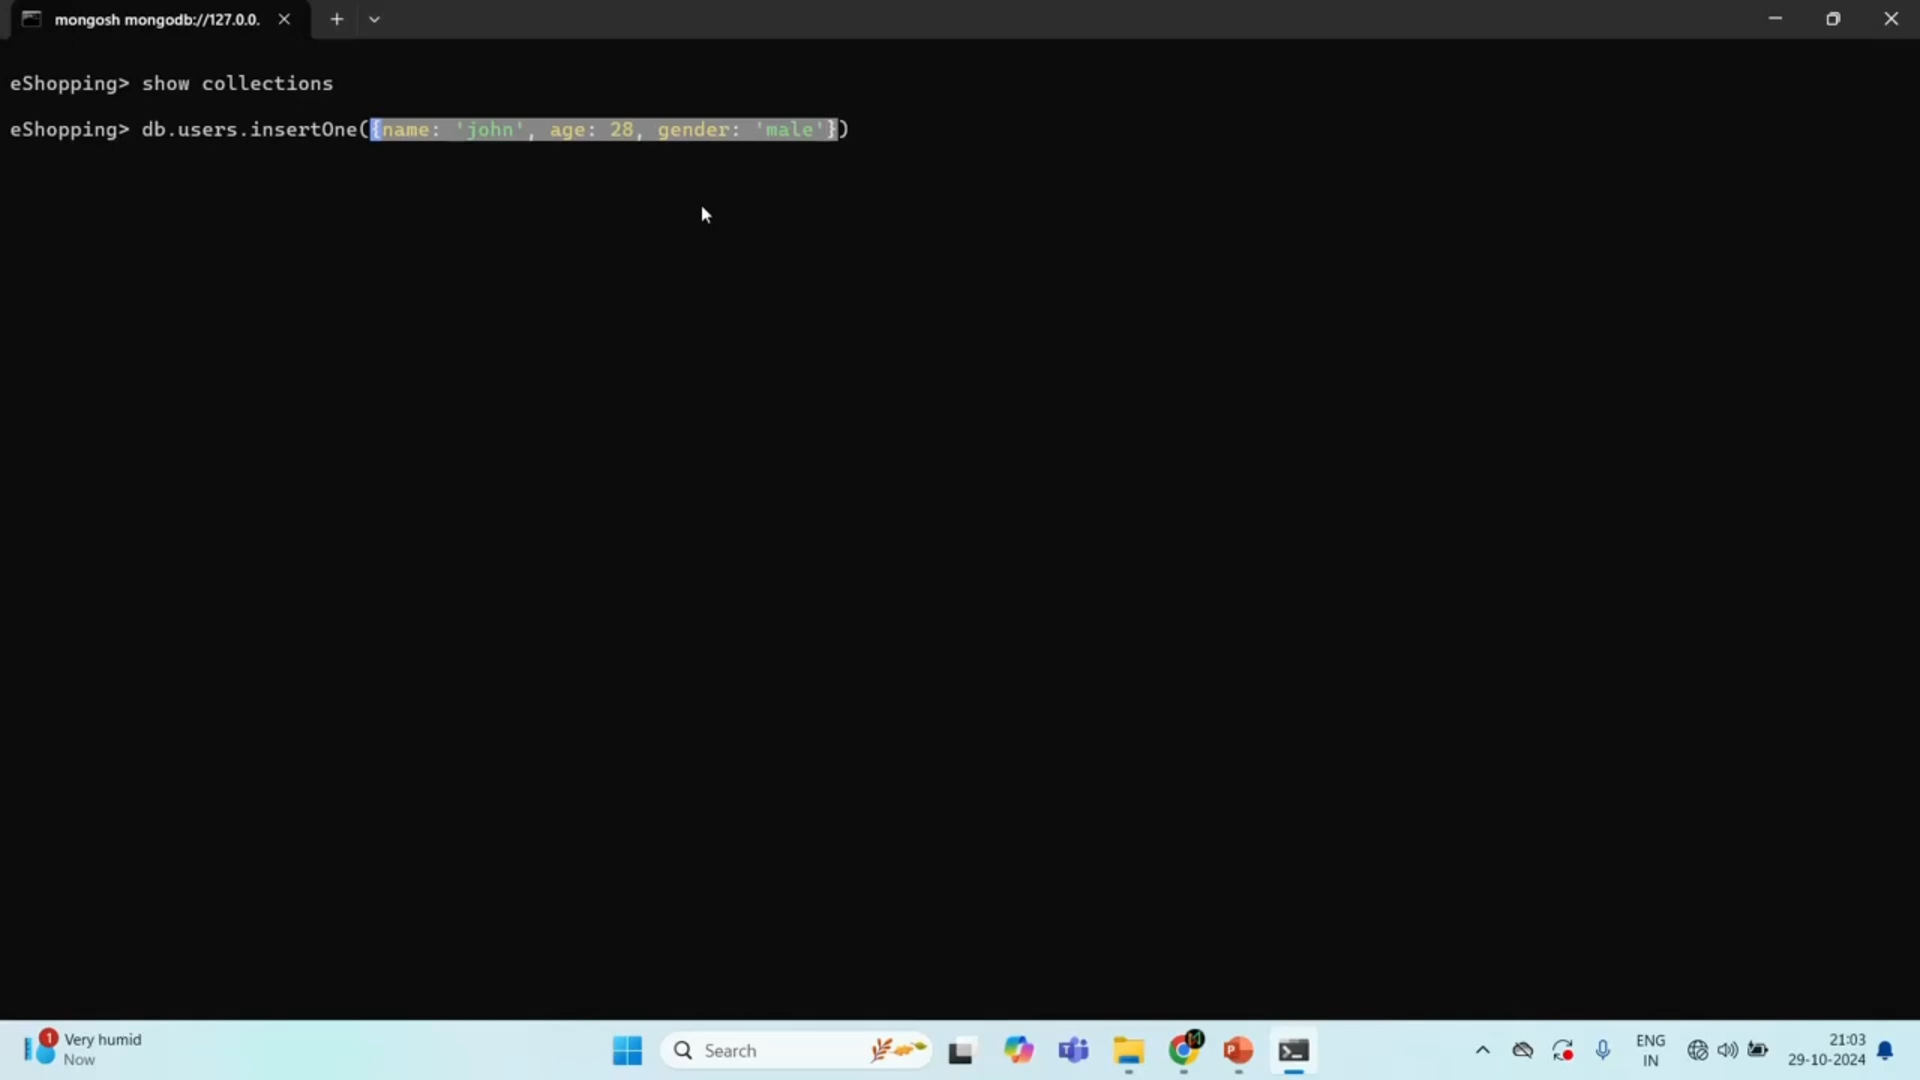 mongosh mongodb://127.0.0.
eShopping> show collections
eShopping> db.users.insertOne({name: 'john', age: 28, gender: 'male'})
1
Very humid
Now
Search
ENG
IN
21:03
29-10-2024